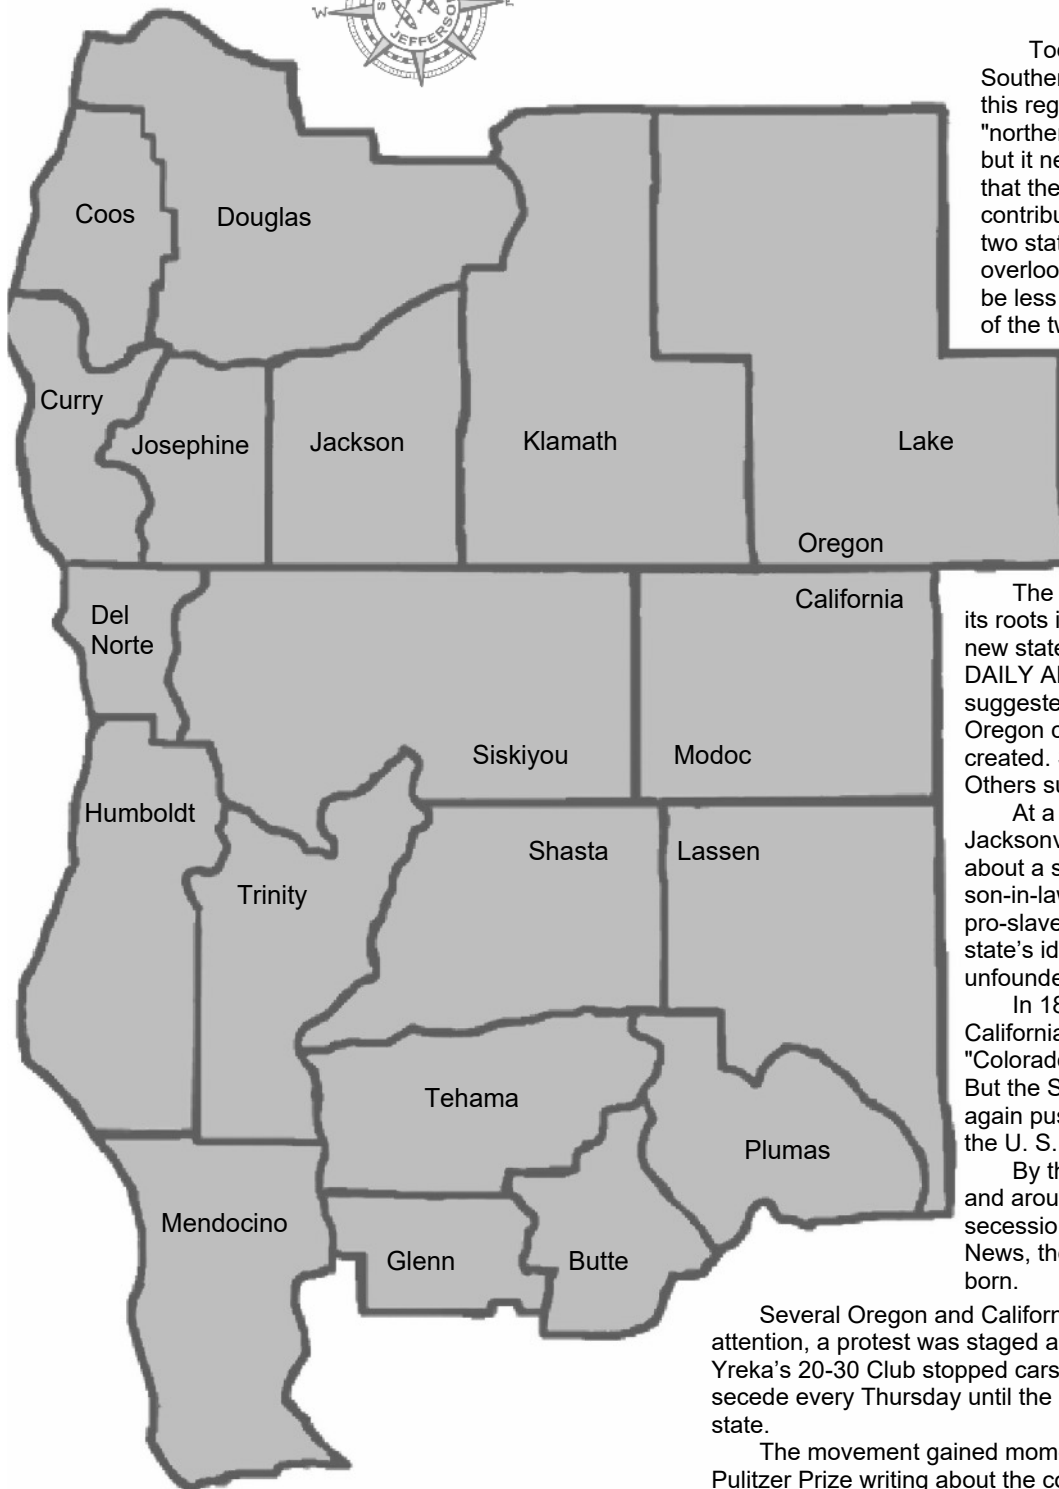 W
E
S
JEFFERSON
Southe
this reg
"norther
but it ne
that the
contribu
two stat
overloo
be less
of the tw
Coos
Douglas
Curry
Josephine
Jackson
Klamath
Lake
Oregon
California
Del
Norte
Siskiyou
Modoc
Humboldt
Trinity
Shasta
Lassen
Tehama
Plumas
Mendocino
Glenn
Butte
The
its roots i
new state
DAILY Al
suggeste
Oregon c
created.
Others su
At a
Jacksonv
about a s
son-in-law
pro-slave
state’s id
unfounde
In 18
California
"Colorad
But the S
again pus
the U. S.
By th
and arou
secession
News, the
born.
Several Oregon and Californ
attention, a protest was staged a
Yreka’s 20-30 Club stopped cars
secede every Thursday until the
state.
The movement gained mom
Pulitzer Prize writing about the co